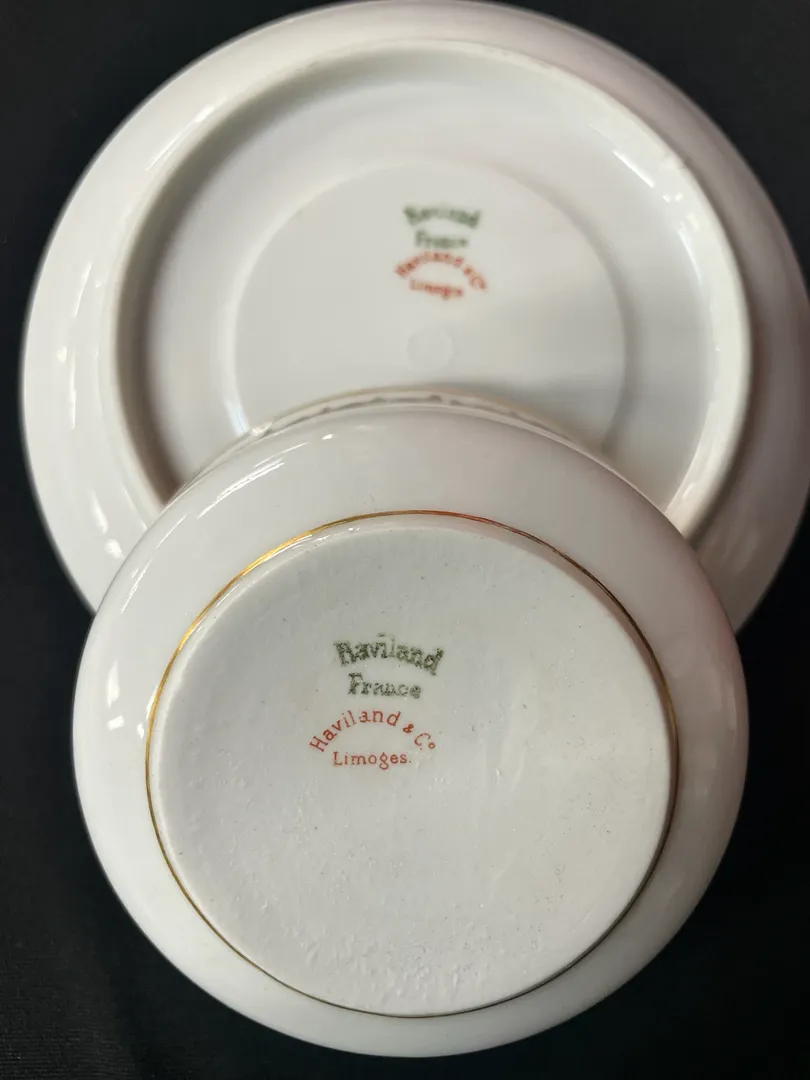 Haviland
France
Haviland & Co
Limoges
Haviland
France
Haviland & Cº
Limoges.